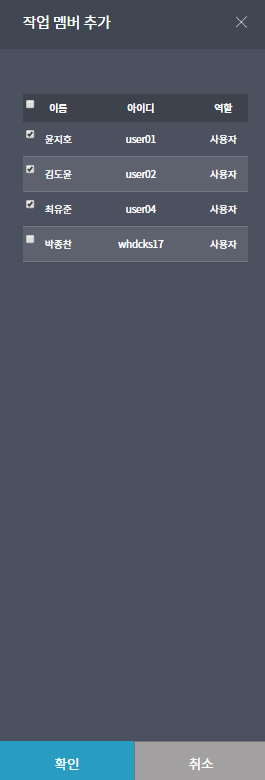 작업 멤버 추가
이름 아이디 역할
윤지호 user01 사용자
김도윤 user02 사용자
최유준 user04 사용자
박종찬 whdcks17 사용자
확인 취소